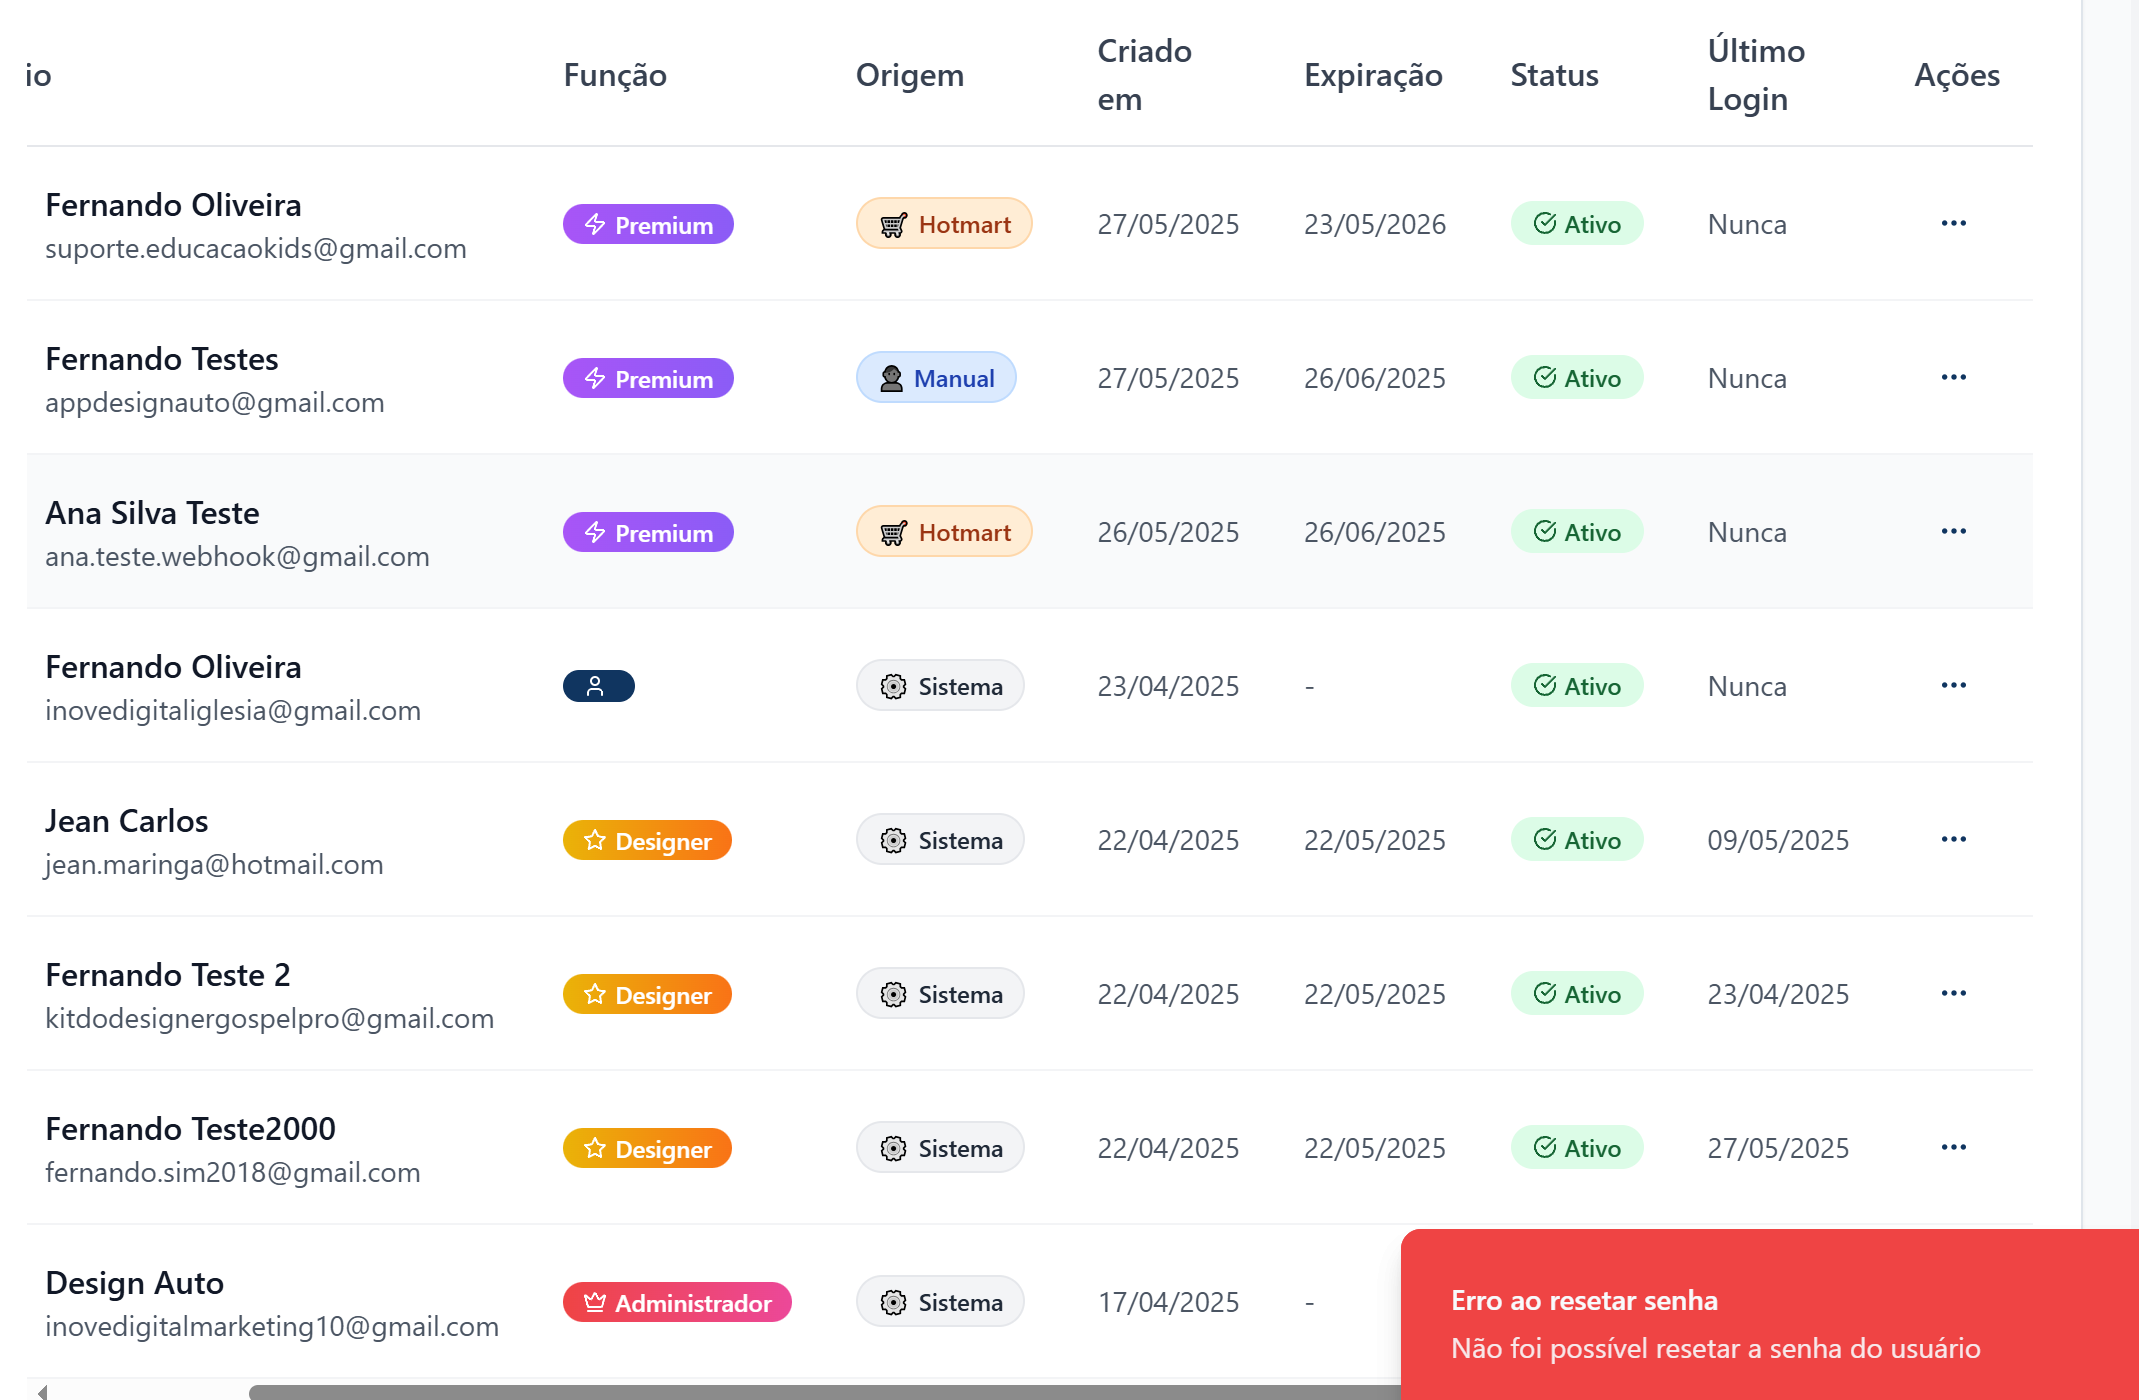 io Função Origem Criado em Expiração Status Último Login Ações
Fernando Oliveira
suporte.educacaokids@gmail.com Premium Hotmart 27/05/2025 23/05/2026 Ativo Nunca
Fernando Testes
appdesignauto@gmail.com Premium Manual 27/05/2025 26/06/2025 Ativo Nunca
Ana Silva Teste
ana.teste.webhook@gmail.com Premium Hotmart 26/05/2025 26/06/2025 Ativo Nunca
Fernando Oliveira
inovedigitaliglesia@gmail.com Sistema 23/04/2025 - Ativo Nunca
Jean Carlos
jean.maringa@hotmail.com Designer Sistema 22/04/2025 22/05/2025 Ativo 09/05/2025
Fernando Teste 2
kitdodesignergospelpro@gmail.com Designer Sistema 22/04/2025 22/05/2025 Ativo 23/04/2025
Fernando Teste2000
fernando.sim2018@gmail.com Designer Sistema 22/04/2025 22/05/2025 Ativo 27/05/2025
Design Auto
inovedigitalmarketing10@gmail.com Administrador Sistema 17/04/2025 -
Erro ao resetar senha
Não foi possível resetar a senha do usuário